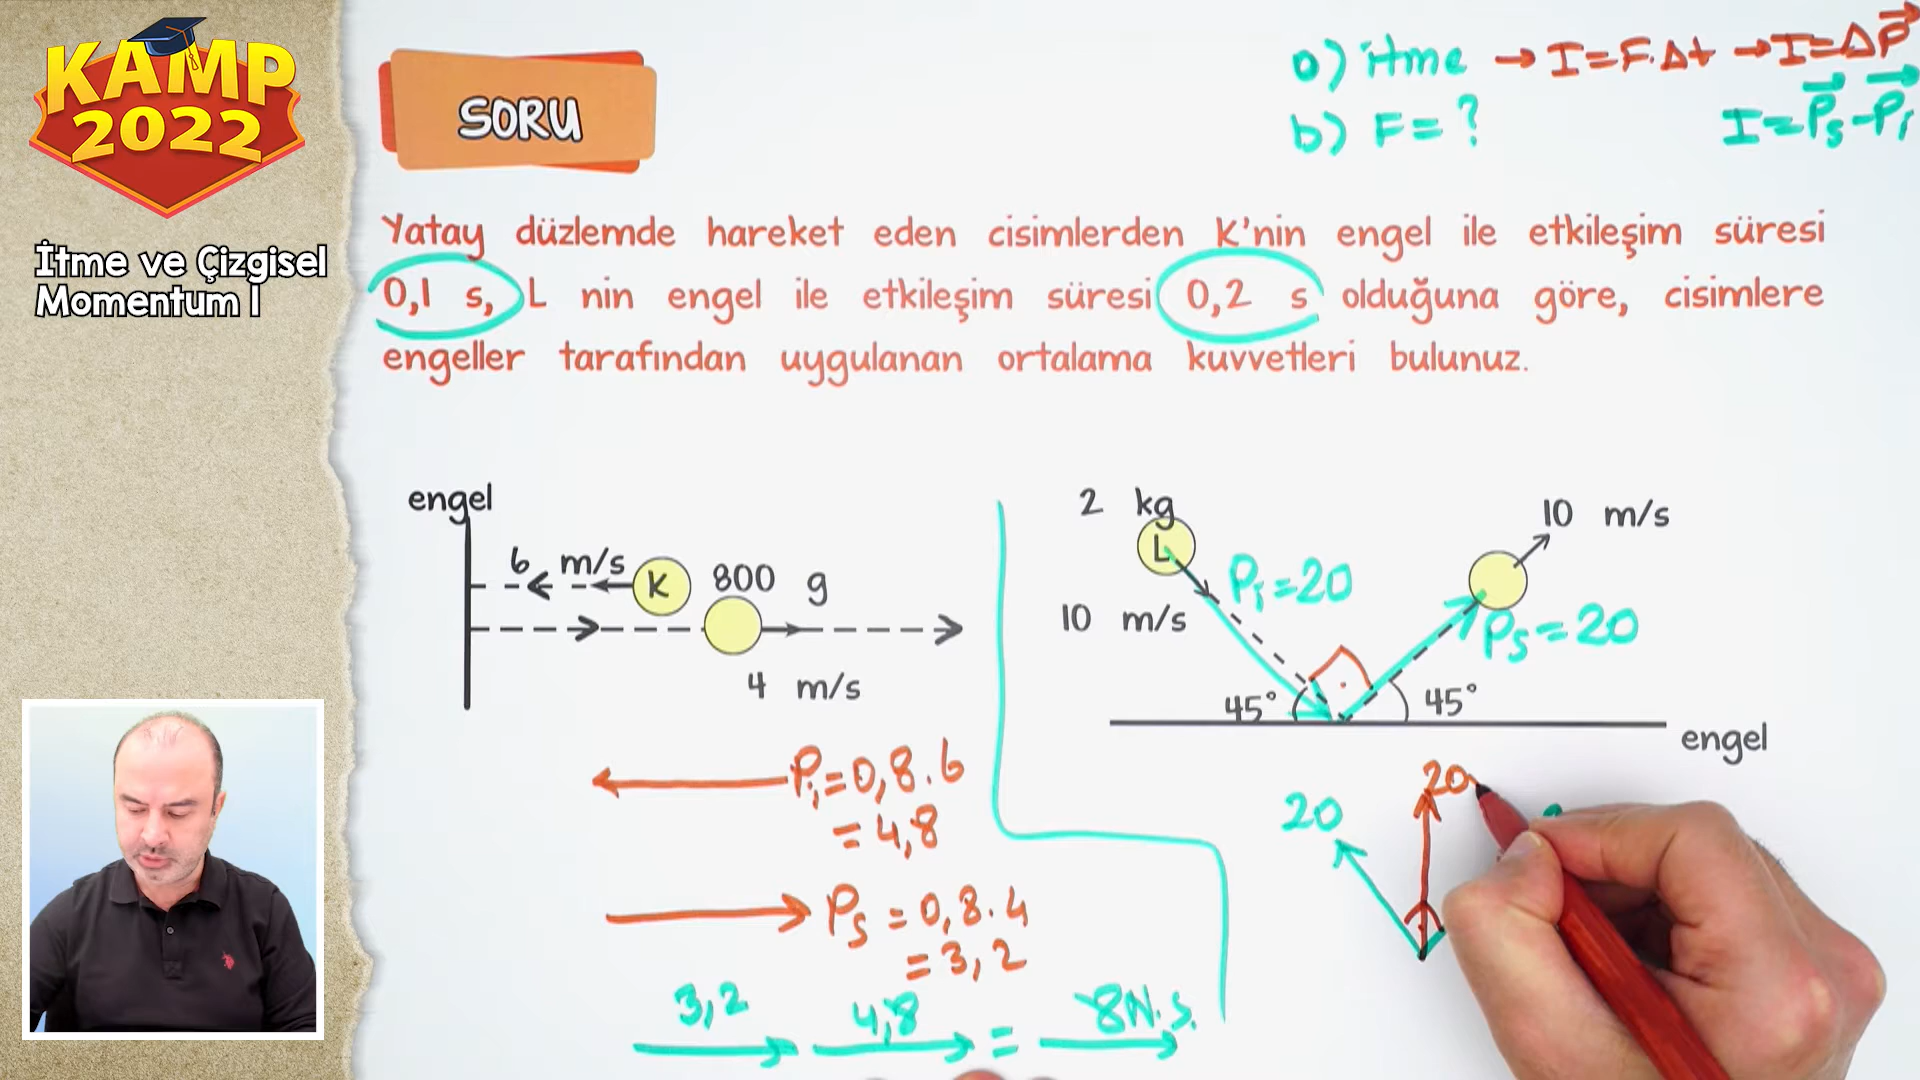 KAMP
2022
İtme ve Çizgisel
Momentum I
SORU
a) itme → I=F.Δt → I=ΔP
b) F=?
I=Ps-Pi
Yatay düzlemde hareket eden cisimlerden K'nin engel ile etkileşim süresi
0,1 s, L nin engel ile etkileşim süresi 0,2 s olduğuna göre, cisimlere
engeller tarafından uygulanan ortalama kuvvetleri bulunuz.
engel
6 m/s
K
800 g
4 m/s
Pi=0,8.6
=4,8
Ps=0,8.4
=3,2
3,2 4,8 = 8N.s.
2 kg
L
10 m/s
Pi=20
10 m/s
Ps=20
45°
45°
engel
20
20